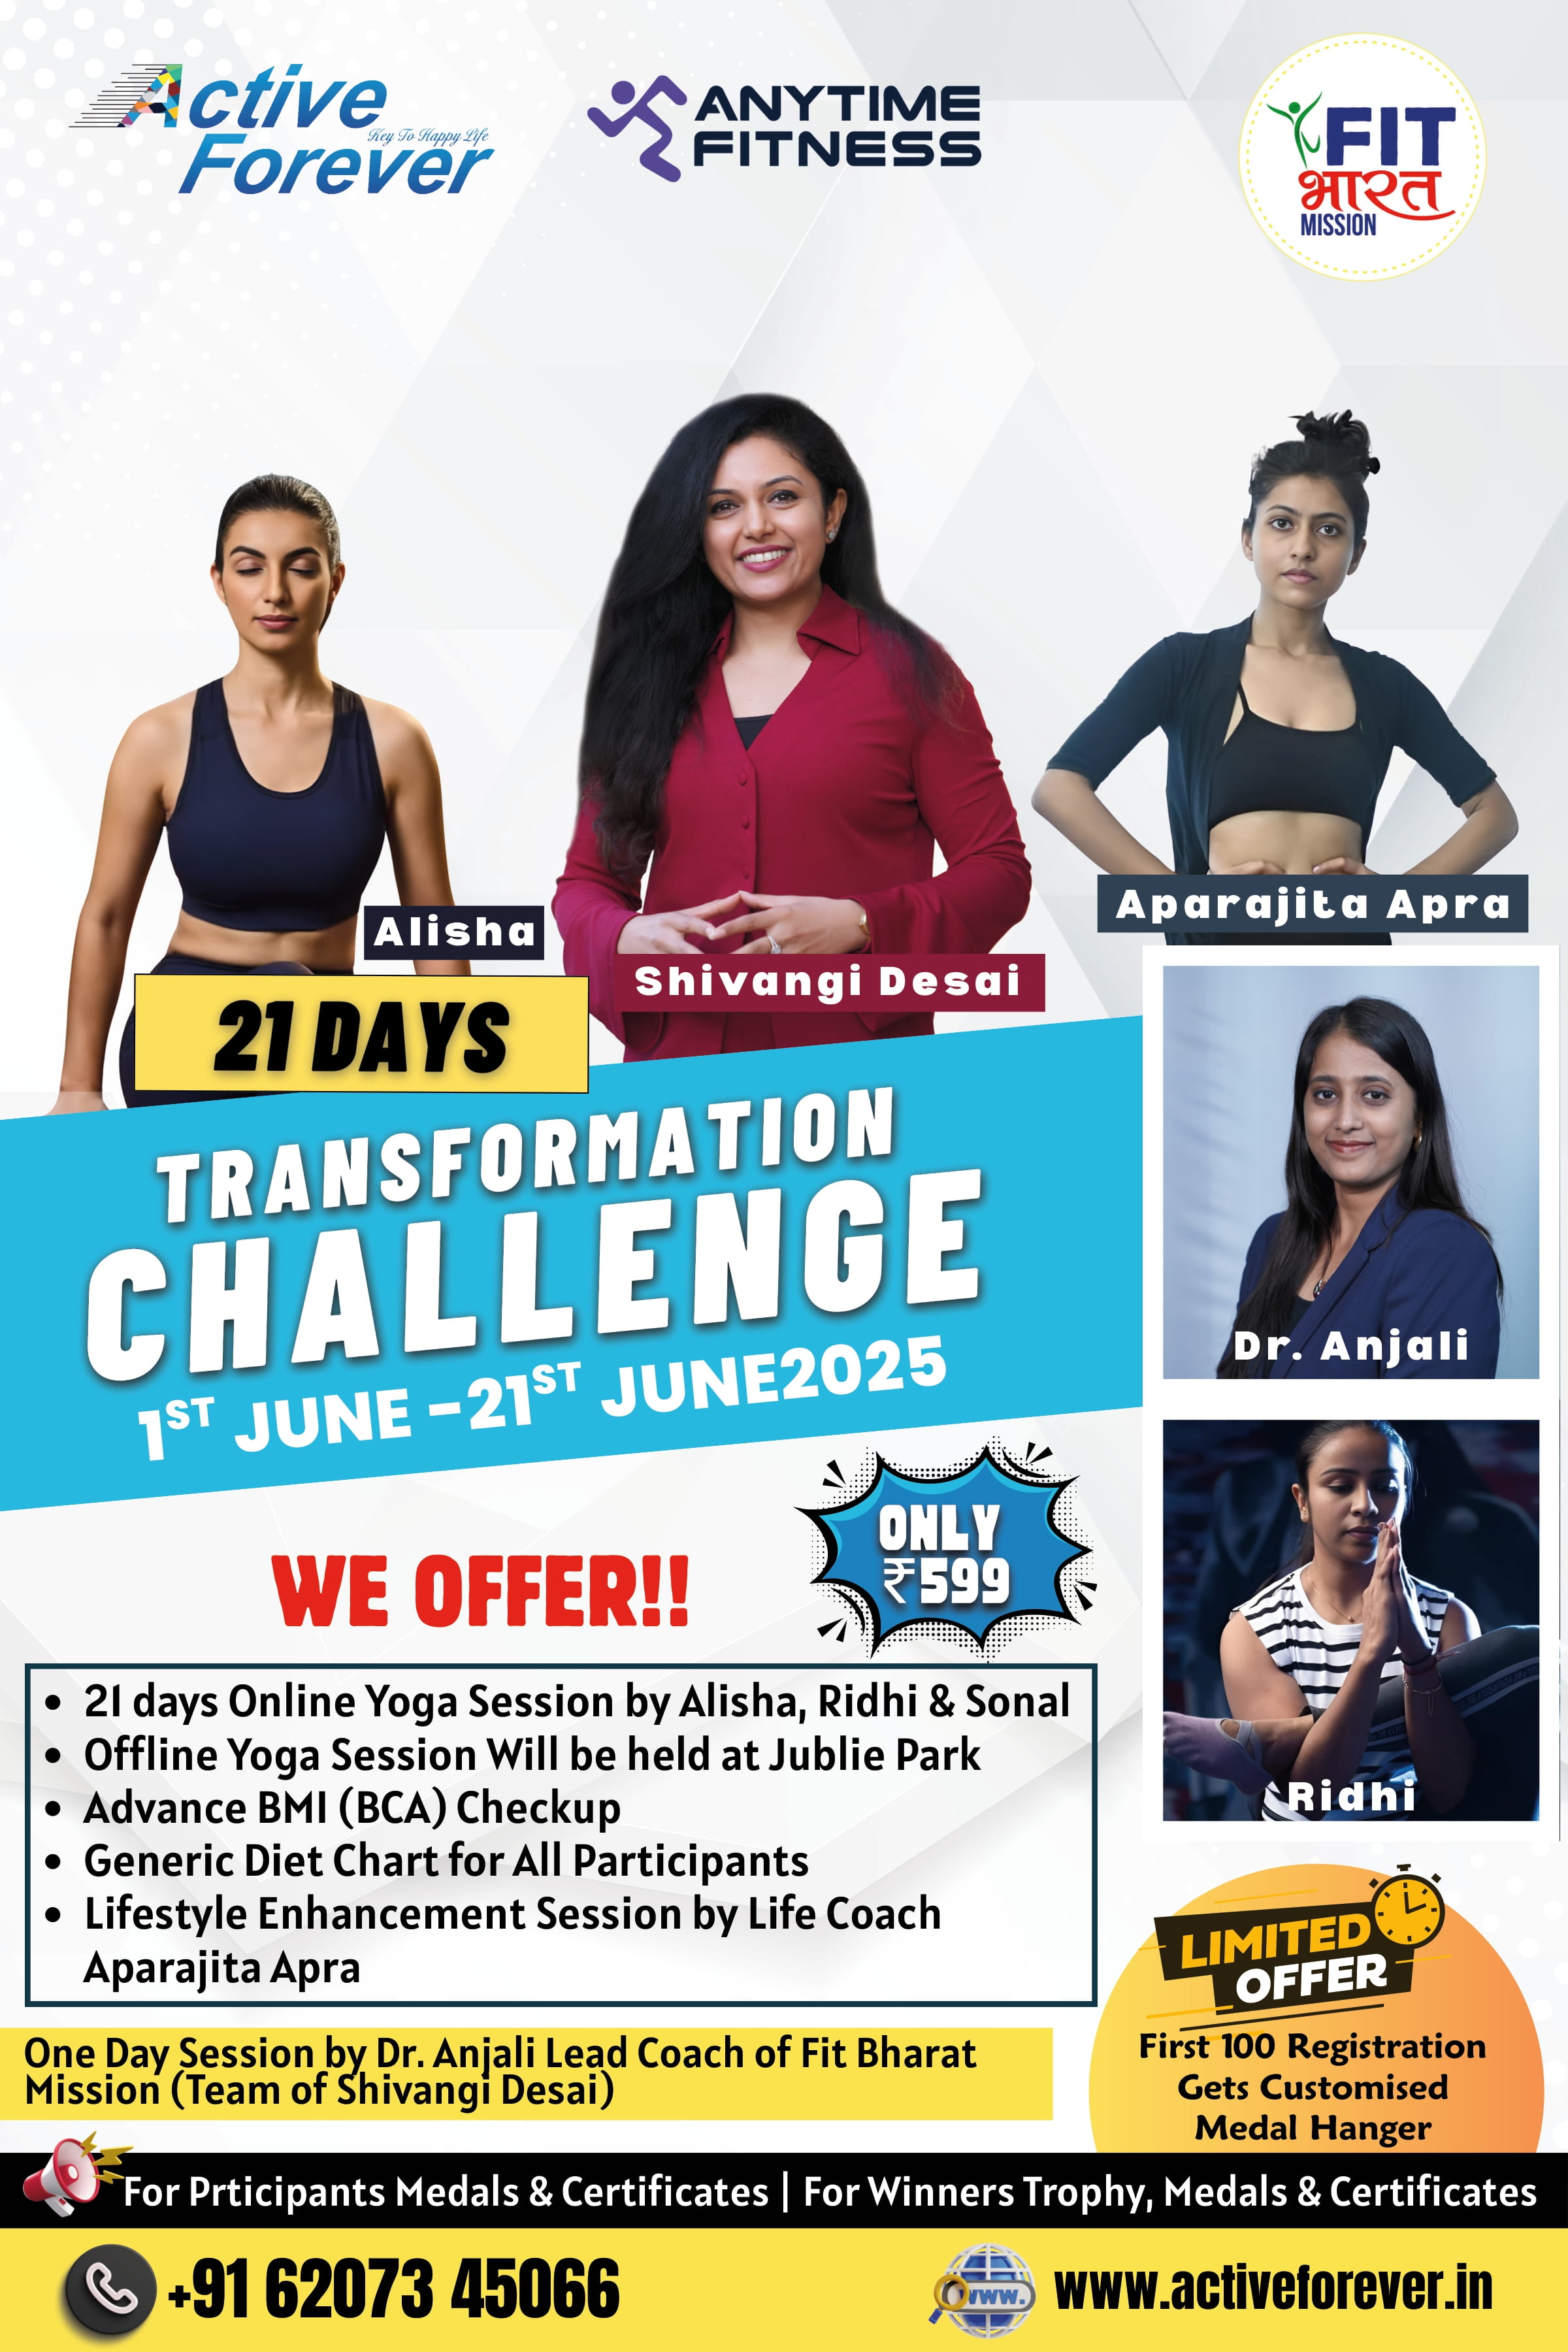 Active
Key To Happy Life
Forever
ANYTIME
FITNESS
FIT
भारत
MISSION
Alisha
Shivangi Desai
Aparajita Apra
21 DAYS
TRANSFORMATION
CHALLENGE
1ST JUNE -21ST JUNE2025
Dr. Anjali
Ridhi
WE OFFER!!
ONLY
₹599
• 21 days Online Yoga Session by Alisha, Ridhi & Sonal
• Offline Yoga Session Will be held at Jublie Park
• Advance BMI (BCA) Checkup
• Generic Diet Chart for All Participants
• Lifestyle Enhancement Session by Life Coach
Aparajita Apra
LIMITED
OFFER
First 100 Registration
Gets Customised
Medal Hanger
One Day Session by Dr. Anjali Lead Coach of Fit Bharat
Mission (Team of Shivangi Desai)
For Prticipants Medals & Certificates | For Winners Trophy, Medals & Certificates
+91 62073 45066
www.
www.activeforever.in